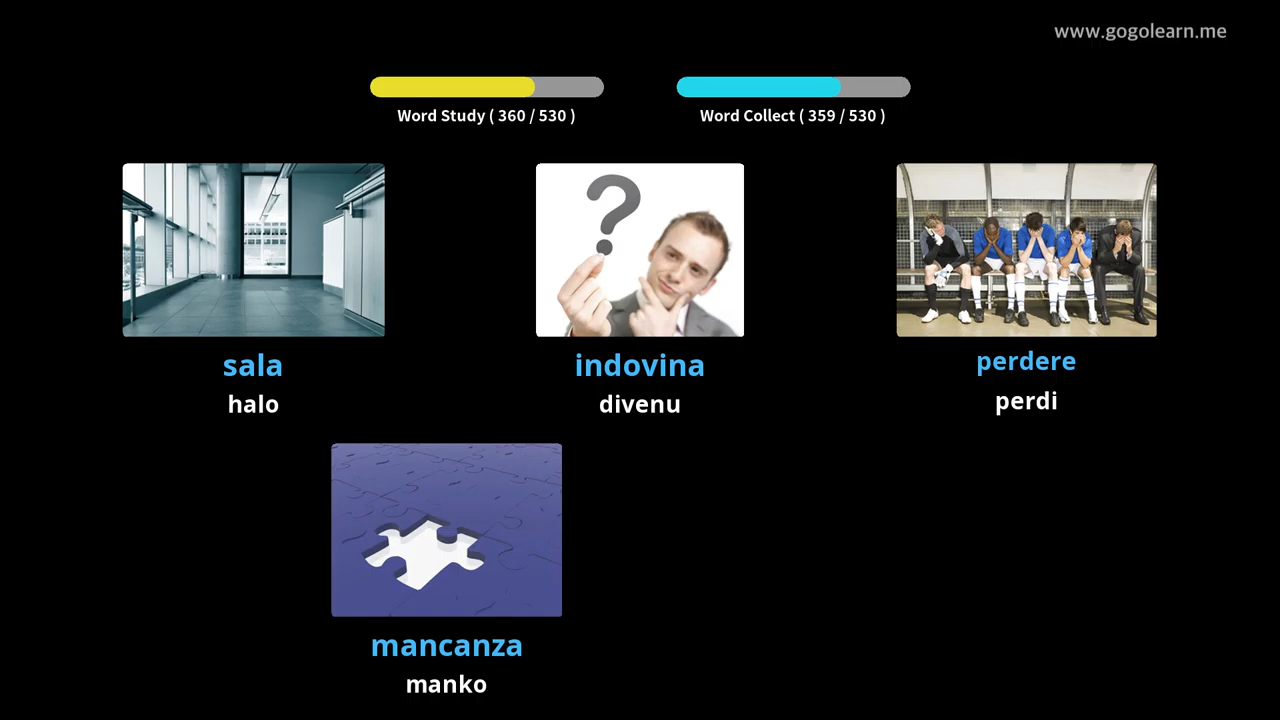 www.gogolearn.me
Word Study ( 360 / 530 )
Word Collect ( 359 / 530 )
sala
halo
indovina
divenu
perdere
perdi
mancanza
manko